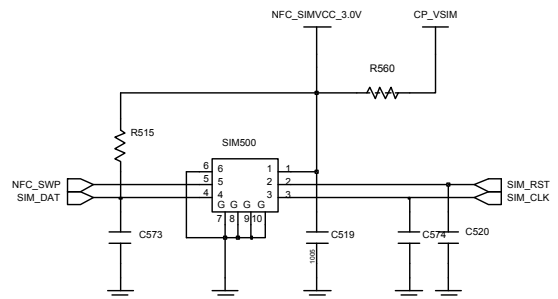 NFC_SIMVCC_3.0V CP_VSIM
R560
R515
SIM500
6 6 1 1
NFC_SWP 5 5 2 2 SIM_RST
SIM_DAT 4 4 3 3 SIM_CLK
G G G G
7 8 9 10
C573 C519 C574 C520
1005